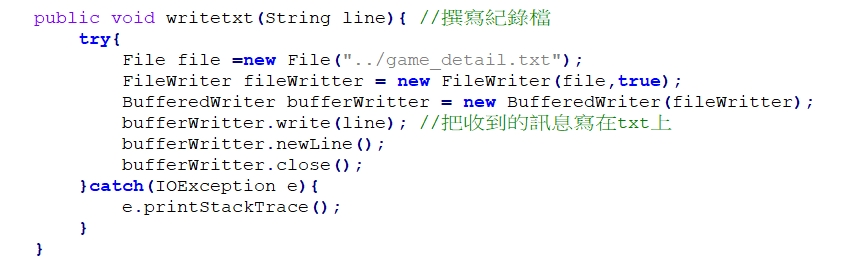 public void writetxt(String line){ //撰寫紀錄檔
    try{
        File file =new File("../game_detail.txt");
        FileWriter fileWritter = new FileWriter(file,true);
        BufferedWriter bufferWritter = new BufferedWriter(fileWritter);
        bufferWritter.write(line); //把收到的訊息寫在txt上
        bufferWritter.newLine();
        bufferWritter.close();
    }catch(IOException e){
        e.printStackTrace();
    }
}